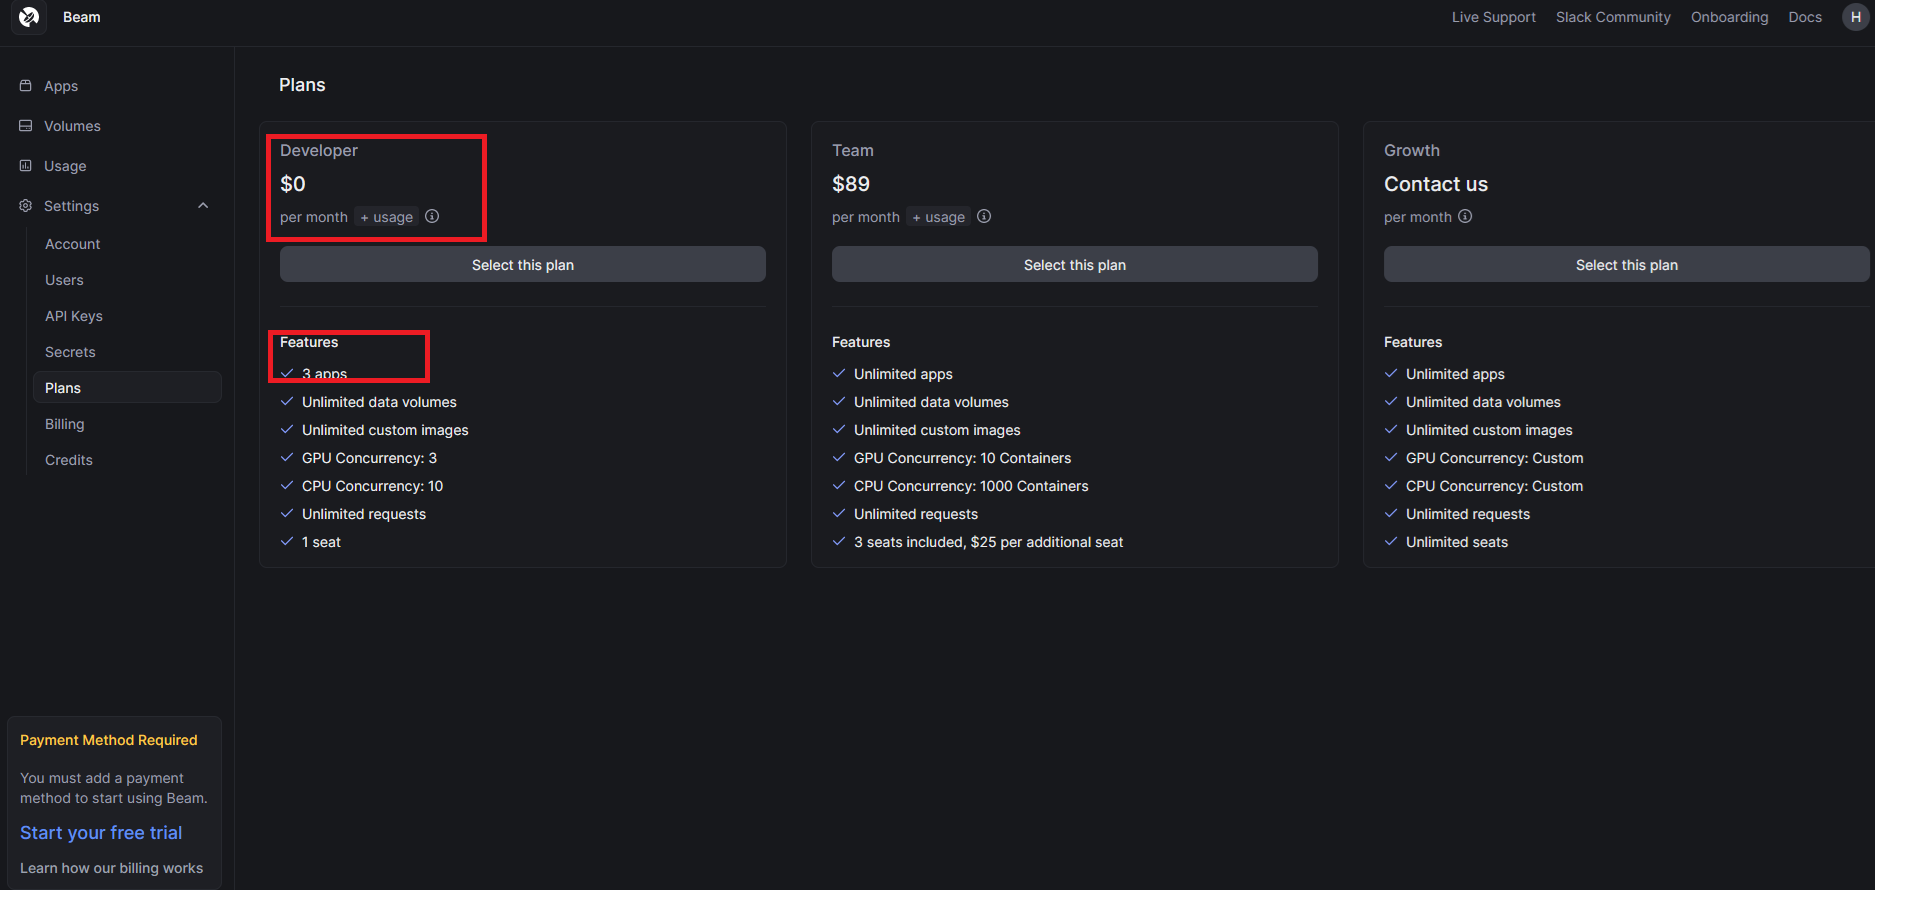 Beam
Live Support
Slack Community
Onboarding
Docs
H
Apps
Volumes
Usage
Settings
Account
Users
API Keys
Secrets
Plans
Billing
Credits
Payment Method Required
You must add a payment
method to start using Beam.
Start your free trial
Learn how our billing works
Plans
Developer
$0
per month + usage
Select this plan
Features
3 apps
Unlimited data volumes
Unlimited custom images
GPU Concurrency: 3
CPU Concurrency: 10
Unlimited requests
1 seat
Team
$89
per month + usage
Select this plan
Features
Unlimited apps
Unlimited data volumes
Unlimited custom images
GPU Concurrency: 10 Containers
CPU Concurrency: 1000 Containers
Unlimited requests
3 seats included, $25 per additional seat
Growth
Contact us
per month
Select this plan
Features
Unlimited apps
Unlimited data volumes
Unlimited custom images
GPU Concurrency: Custom
CPU Concurrency: Custom
Unlimited requests
Unlimited seats